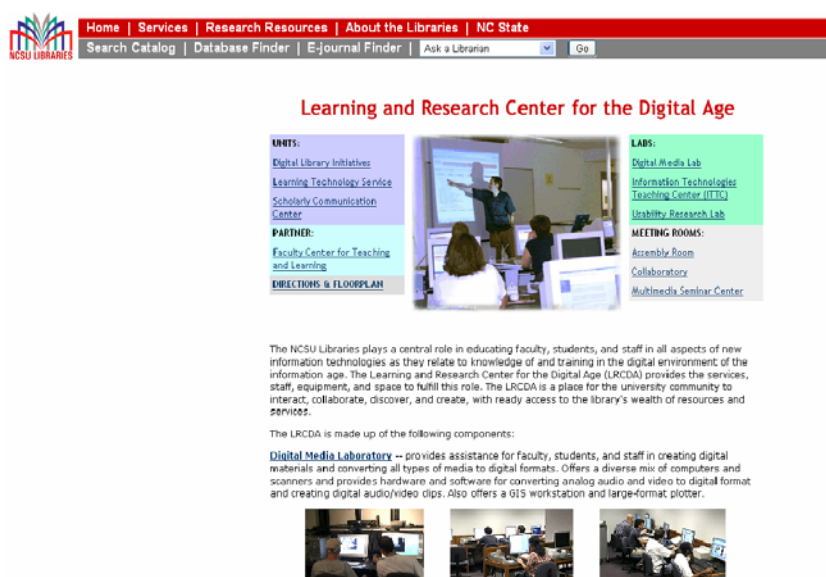 NCSU LIBRARIES
Home | Services | Research Resources | About the Libraries | NC State
Search Catalog | Database Finder | E-journal Finder | Ask a Librarian Go
Learning and Research Center for the Digital Age
UNITS:
Digital Library Initiatives
Learning Technology Service
Scholarly Communication
Center
PARTNER:
Faculty Center for Teaching
and Learning
DIRECTIONS & FLOORPLAN
LABS:
Digital Media Lab
Information Technologies
Teaching Center (ITTC)
Usability Research Lab
MEETING ROOMS:
Assembly Room
Collaboratory
Multimedia Seminar Center
The NCSU Libraries plays a central role in educating faculty, students, and staff in all aspects of new
information technologies as they relate to knowledge of and training in the digital environment of the
information age. The Learning and Research Center for the Digital Age (LRCDA) provides the services,
staff, equipment, and space to fulfill this role. The LRCDA is a place for the university community to
interact, collaborate, discover, and create, with ready access to the library's wealth of resources and
services.
The LRCDA is made up of the following components:
Digital Media Laboratory -- provides assistance for faculty, students, and staff in creating digital
materials and converting all types of media to digital formats. Offers a diverse mix of computers and
scanners and provides hardware and software for converting analog audio and video to digital format
and creating digital audio/video clips. Also offers a GIS workstation and large-format plotter.